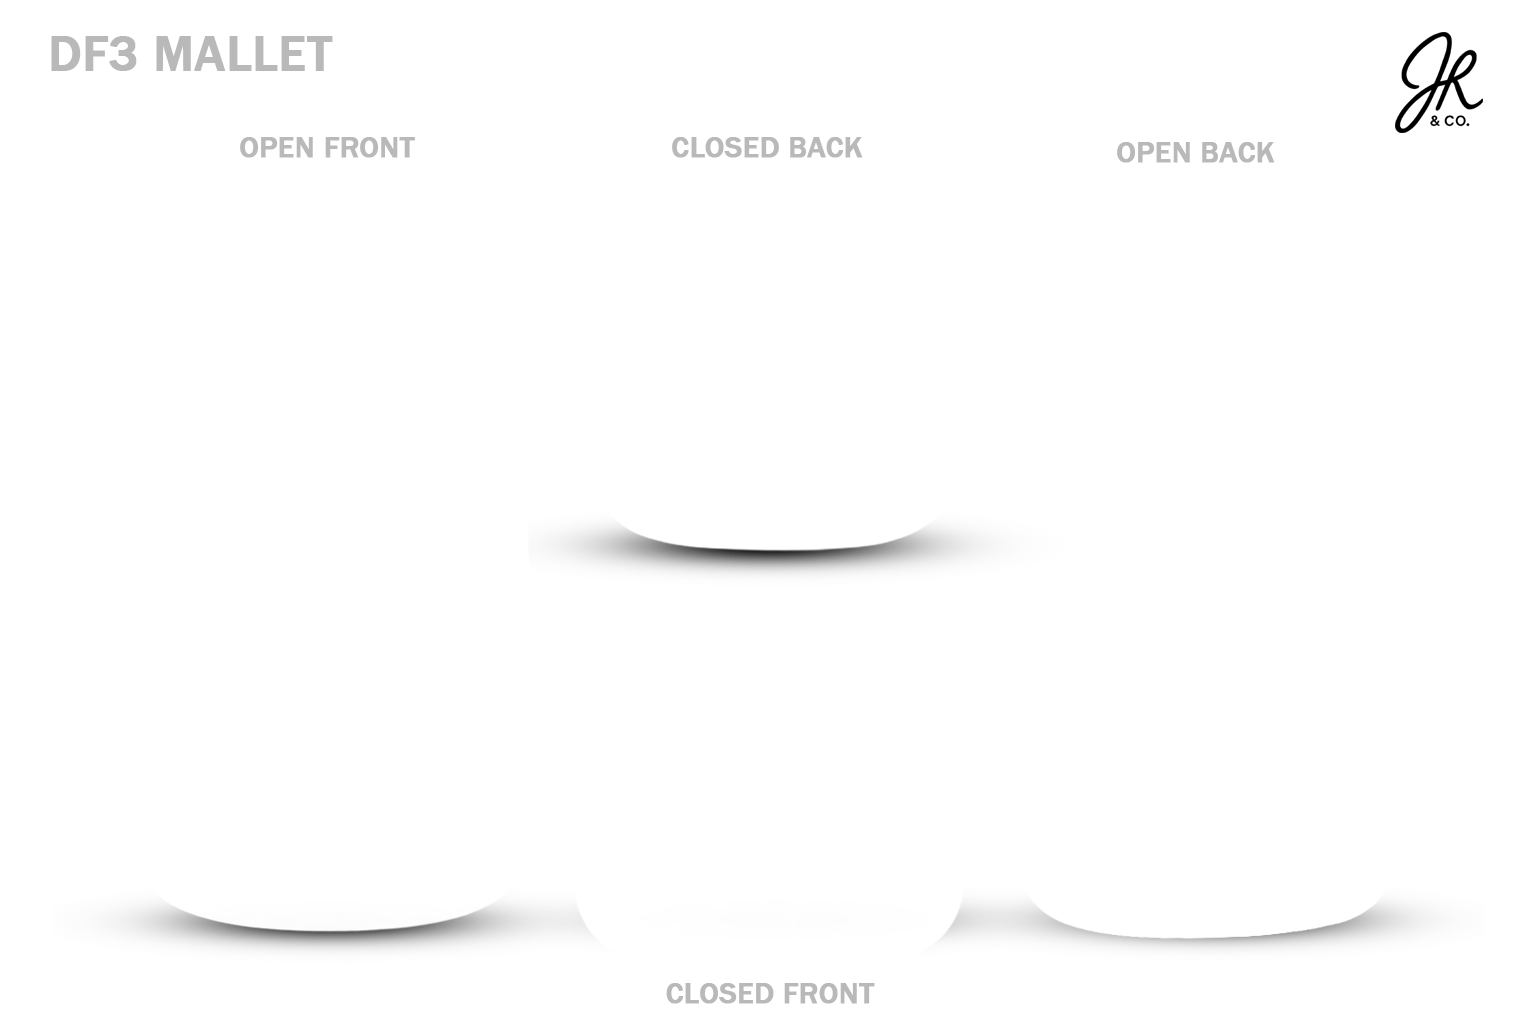 DF3 MALLET
JR
& CO.
OPEN FRONT
CLOSED BACK
OPEN BACK
CLOSED FRONT